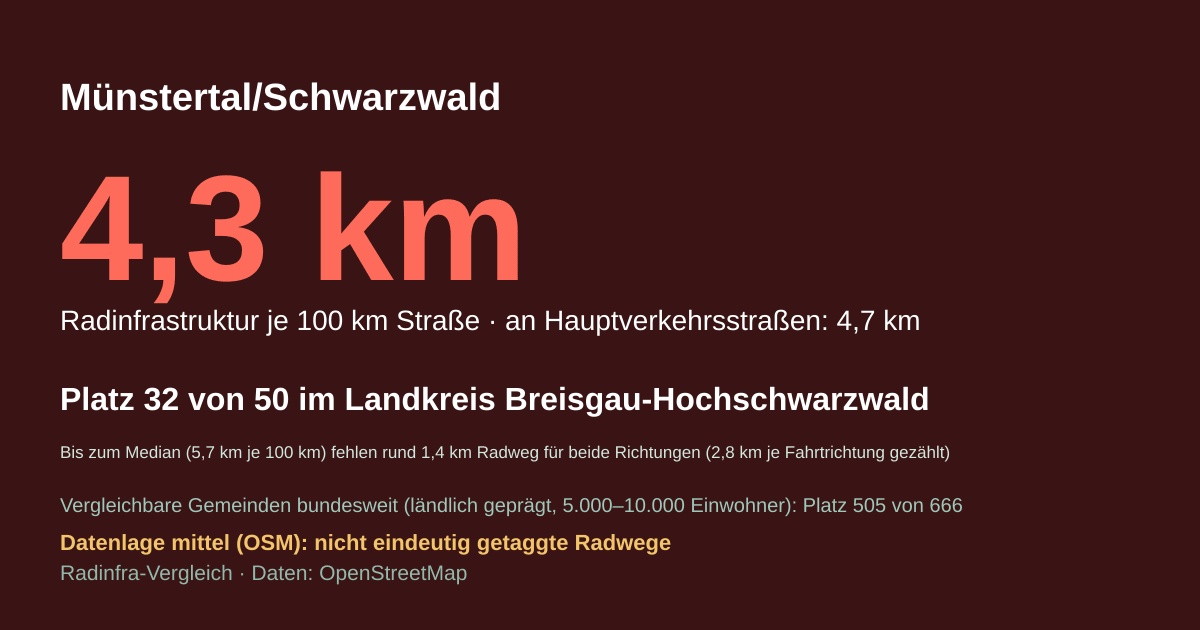 Münstertal/Schwarzwald
4,3 km
Radinfrastruktur je 100 km Straße · an Hauptverkehrsstraßen: 4,7 km
Platz 32 von 50 im Landkreis Breisgau-Hochschwarzwald
Bis zum Median (5,7 km je 100 km) fehlen rund 1,4 km Radweg für beide Richtungen (2,8 km je Fahrtrichtung gezählt)
Vergleichbare Gemeinden bundesweit (ländlich geprägt, 5.000–10.000 Einwohner): Platz 505 von 666
Datenlage mittel (OSM): nicht eindeutig getaggte Radwege
Radinfra-Vergleich · Daten: OpenStreetMap